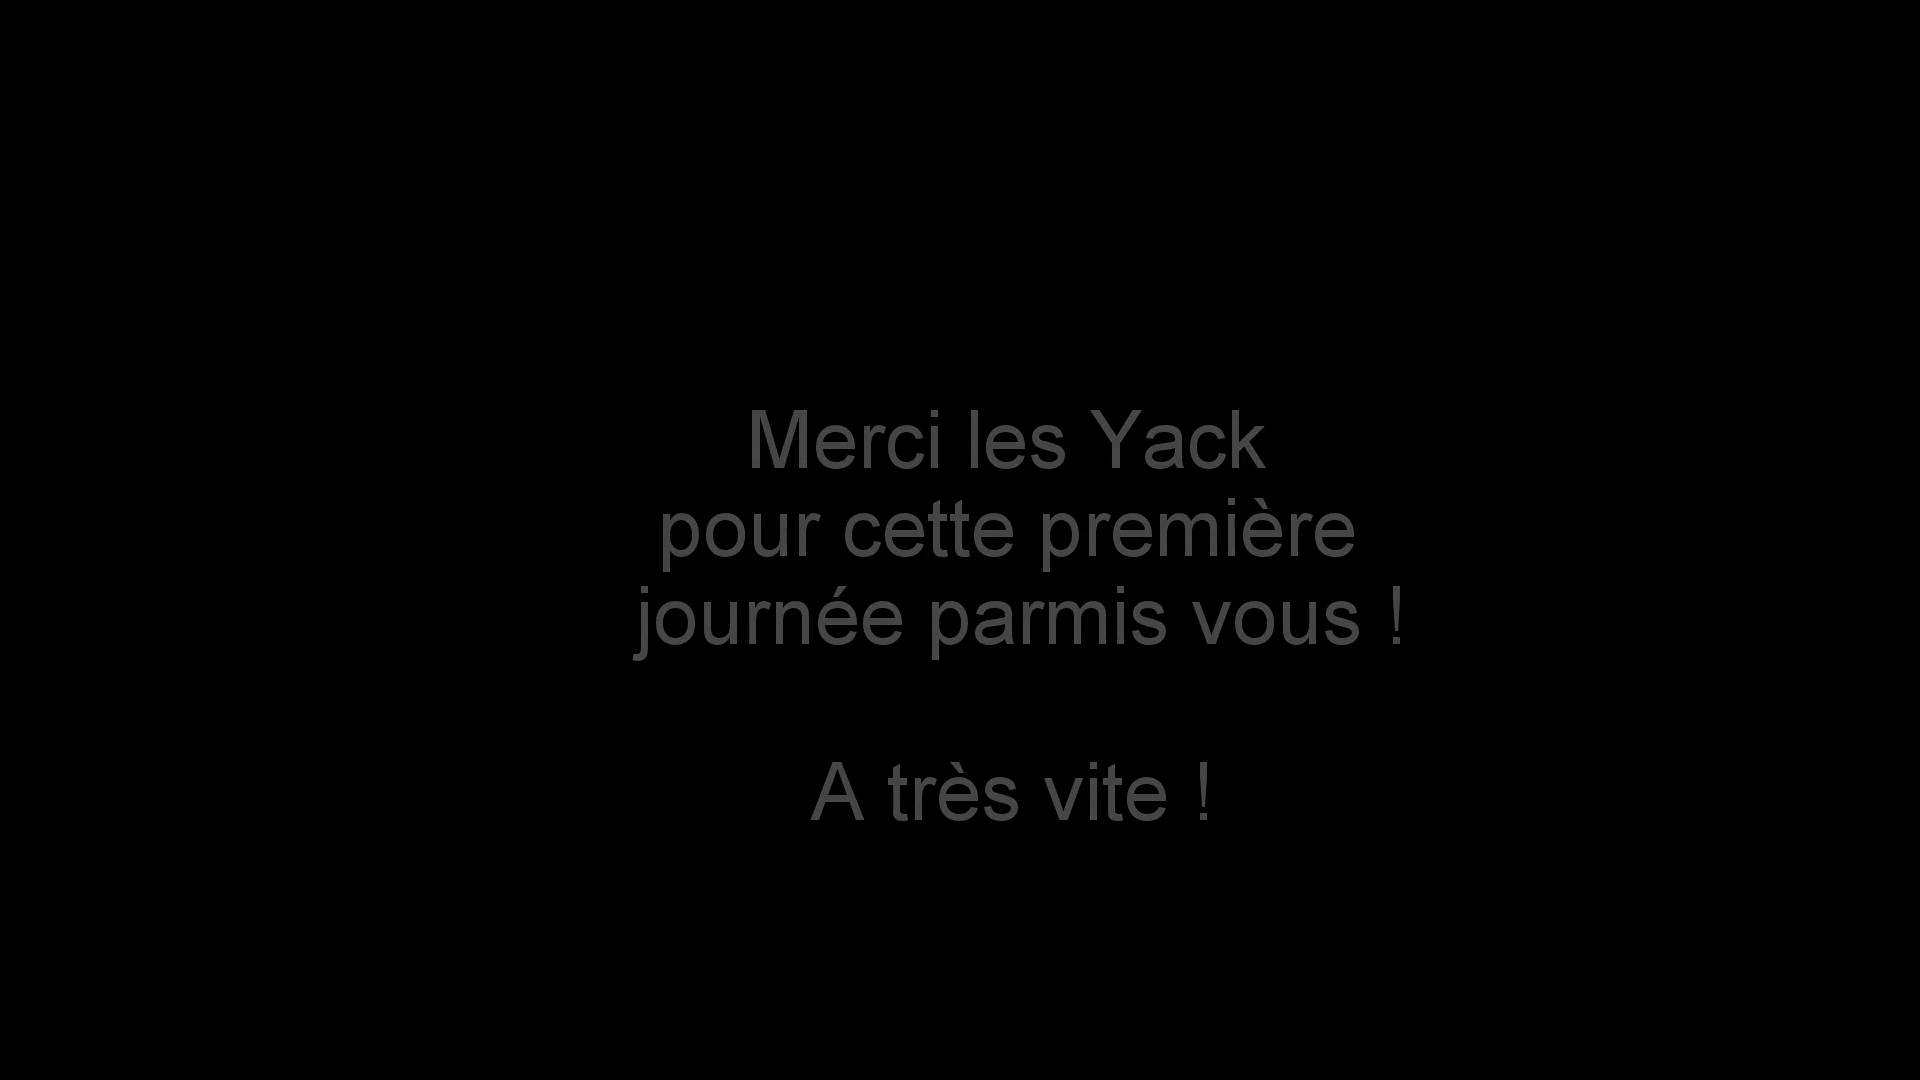 Merci les Yack
pour cette première
journée parmis vous !
A très vite !